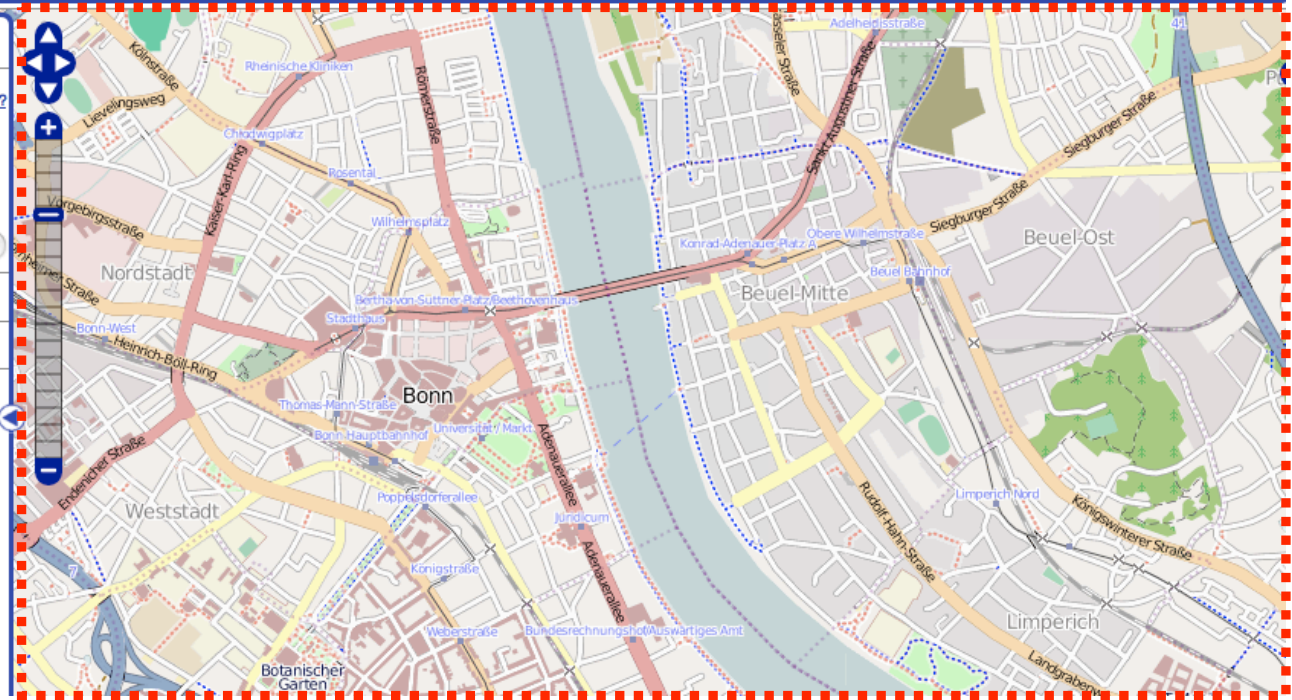 Adelheidisstraße
41
Kölnstraße
Rheinische Kliniken
Römerstraße
Sankt Augustiner Straße
?
Lievelingsweg
+
Siegburger Straße
Chlodwigplatz
Kaiser-Karl-Ring
Rosental
Vorgebirgsstraße
Wilhelmsplatz
Siegburger Straße
Obere Wilhelmstraße
Konrad-Adenauer-Platz A
Beuel-Ost
Nordstadt
Beuel Bahnhof
Beuel-Mitte
Bertha-von-Suttner-Platz/Beethovenhaus
Stadthaus
Bonn-West
Heinrich-Böll-Ring
Bonn
Thomas-Mann-Straße
Universität / Markt
Bonn Hauptbahnhof
Endenicher Straße
Adenauerallee
Poppelsdorferallee
Limperich Nord
Weststadt
Juridicum
Rudolf-Hahn-Straße
Königswinterer Straße
7
Königstraße
Adenauerallee
Limperich
Weberstraße
Bundesrechnungshof/Auswärtiges Amt
Botanischer
Garten